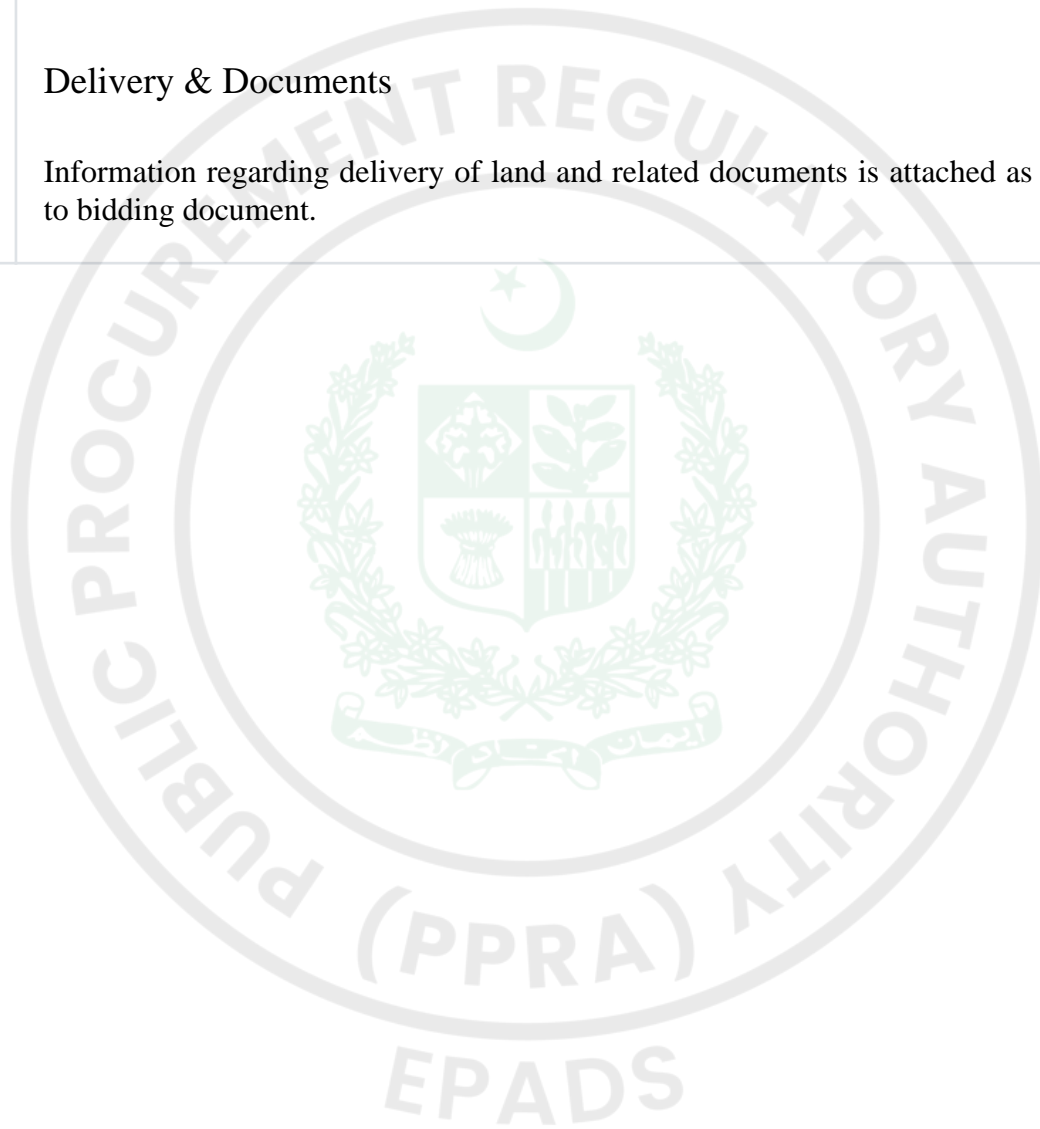 Delivery & Documents
Information regarding delivery of land and related documents is attached as
to bidding document.
PUBLIC PROCUREMENT REGULATORY AUTHORITY
(PPRA)
EPADS